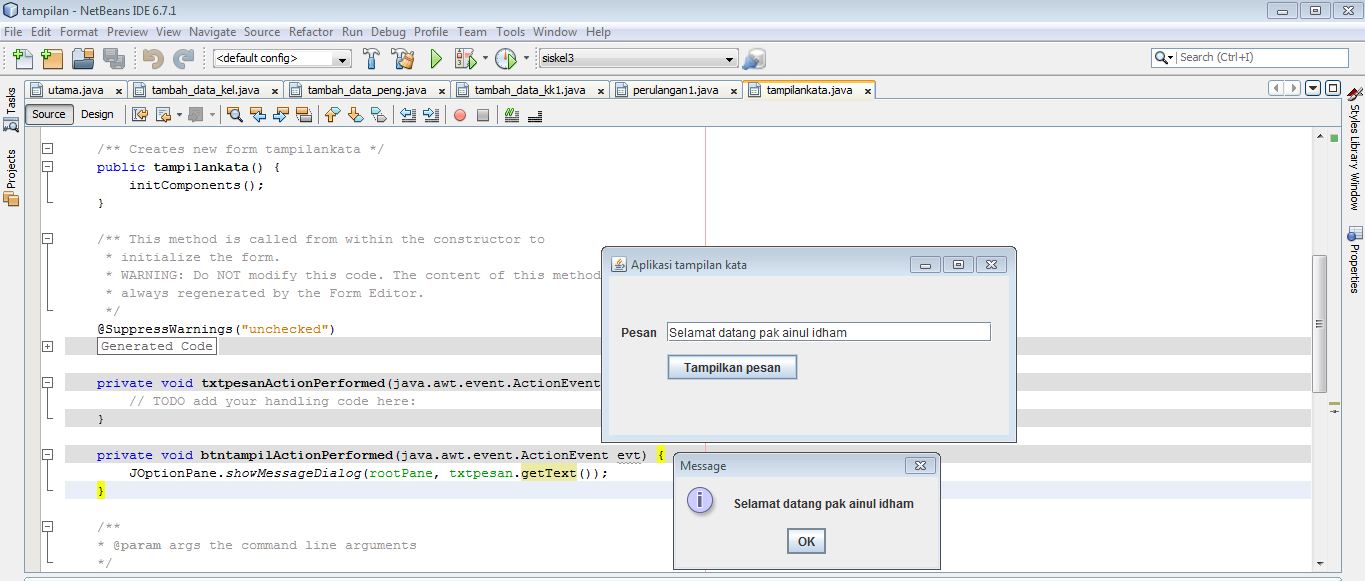 tampilan - NetBeans IDE 6.7.1
File Edit Format Preview View Navigate Source Refactor Run Debug Profile Team Tools Window Help
<default config> siskel3 Search (Ctrl+I)
utama.java tambah_data_kel.java tambah_data_peng.java tambah_data_kk1.java perulangan1.java tampilankata.java
Source Design
Tasks
Projects
Styles Library Window
Properties
/** Creates new form tampilankata */
public tampilankata() {
initComponents();
}
/** This method is called from within the constructor to
* initialize the form.
* WARNING: Do NOT modify this code. The content of this method
* always regenerated by the Form Editor.
*/
@SuppressWarnings("unchecked")
Generated Code
private void txtpesanActionPerformed(java.awt.event.ActionEvent
// TODO add your handling code here:
}
private void btntampilActionPerformed(java.awt.event.ActionEvent evt) {
JOptionPane.showMessageDialog(rootPane, txtpesan.getText());
}
/**
* @param args the command line arguments
*/
Aplikasi tampilan kata
Pesan Selamat datang pak ainul idham
Tampilkan pesan
Message
Selamat datang pak ainul idham
OK